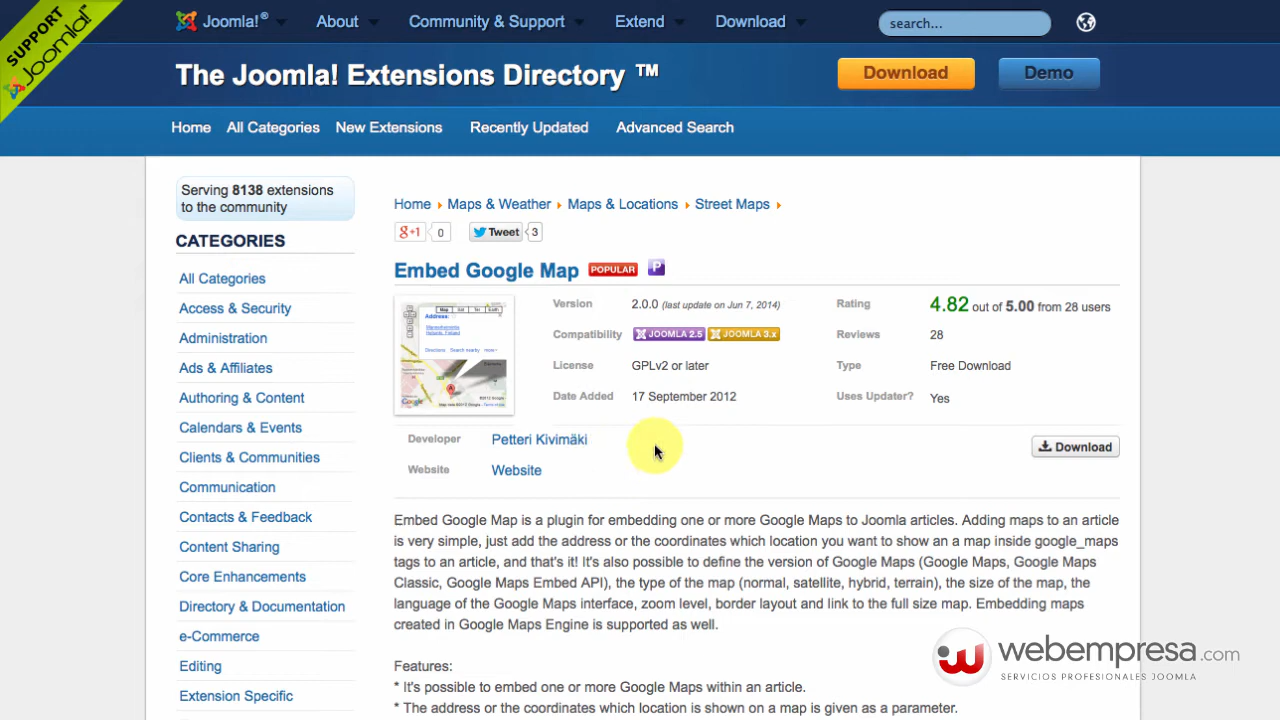 SUPPORT
Joomla!
Joomla!® About Community & Support Extend Download search...
The Joomla! Extensions Directory ™ Download Demo
Home All Categories New Extensions Recently Updated Advanced Search
Serving 8138 extensions
to the community
CATEGORIES
All Categories
Access & Security
Administration
Ads & Affiliates
Authoring & Content
Calendars & Events
Clients & Communities
Communication
Contacts & Feedback
Content Sharing
Core Enhancements
Directory & Documentation
e-Commerce
Editing
Extension Specific
Home Maps & Weather Maps & Locations Street Maps
g+1 0 Tweet 3
Embed Google Map POPULAR P
Version 2.0.0 (last update on Jun 7, 2014)
Compatibility JOOMLA 2.5 JOOMLA 3.x
License GPLv2 or later
Date Added 17 September 2012
Rating 4.82 out of 5.00 from 28 users
Reviews 28
Type Free Download
Uses Updater? Yes
Address:
Developer Petteri Kivimäki
Website Website
Download
Embed Google Map is a plugin for embedding one or more Google Maps to Joomla articles. Adding maps to an article
is very simple, just add the address or the coordinates which location you want to show an a map inside google_maps
tags to an article, and that's it! It's also possible to define the version of Google Maps (Google Maps, Google Maps
Classic, Google Maps Embed API), the type of the map (normal, satellite, hybrid, terrain), the size of the map, the
language of the Google Maps interface, zoom level, border layout and link to the full size map. Embedding maps
created in Google Maps Engine is supported as well.
Features:
* It's possible to embed one or more Google Maps within an article.
* The address or the coordinates which location is shown on a map is given as a parameter.
webempresa.com
SERVICIOS PROFESIONALES JOOMLA